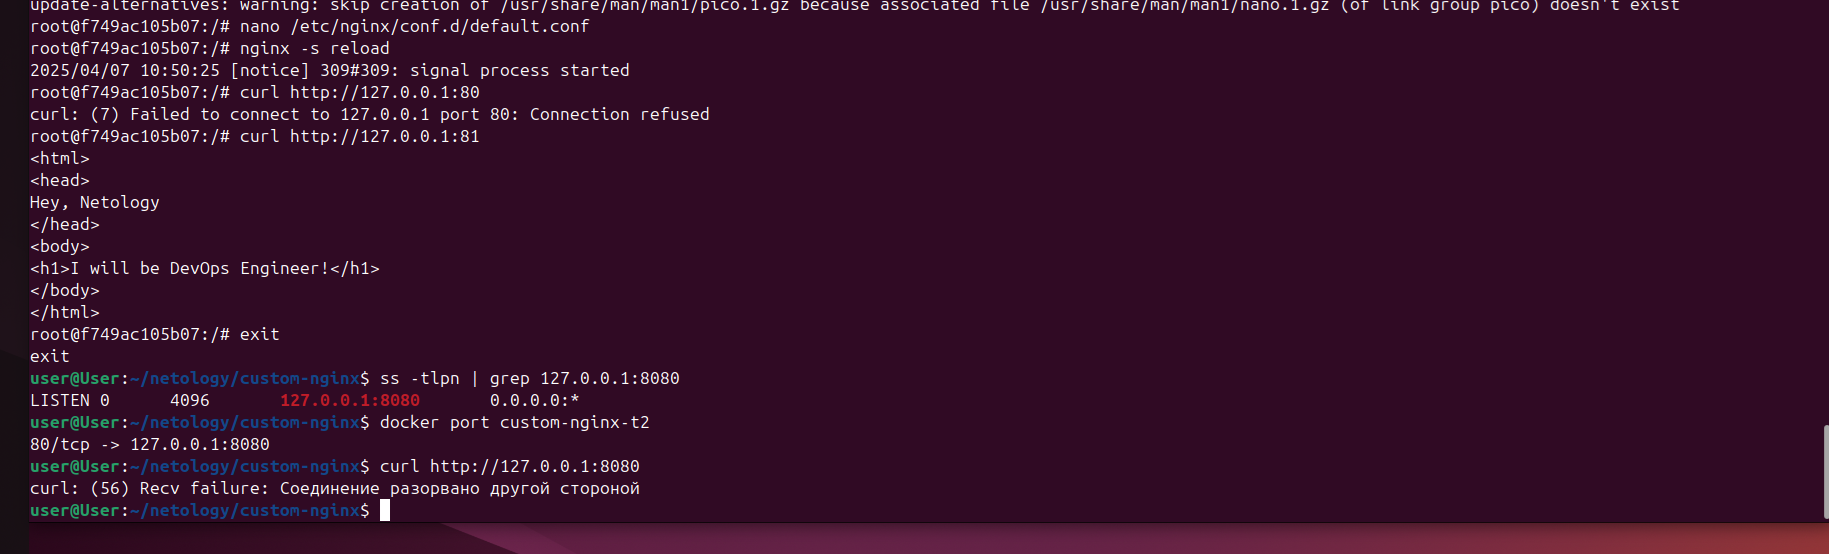 update-alternatives: warning: skip creation of /usr/share/man/man1/pico.1.gz because associated file /usr/share/man/man1/nano.1.gz (of link group pico) doesn't exist
root@f749ac105b07:/# nano /etc/nginx/conf.d/default.conf
root@f749ac105b07:/# nginx -s reload
2025/04/07 10:50:25 [notice] 309#309: signal process started
root@f749ac105b07:/# curl http://127.0.0.1:80
curl: (7) Failed to connect to 127.0.0.1 port 80: Connection refused
root@f749ac105b07:/# curl http://127.0.0.1:81
<html>
<head>
Hey, Netology
</head>
<body>
<h1>I will be DevOps Engineer!</h1>
</body>
</html>
root@f749ac105b07:/# exit
exit
user@User:~/netology/custom-nginx$ ss -tlpn | grep 127.0.0.1:8080
LISTEN 0      4096       127.0.0.1:8080       0.0.0.0:*
user@User:~/netology/custom-nginx$ docker port custom-nginx-t2
80/tcp -> 127.0.0.1:8080
user@User:~/netology/custom-nginx$ curl http://127.0.0.1:8080
curl: (56) Recv failure: Соединение разорвано другой стороной
user@User:~/netology/custom-nginx$